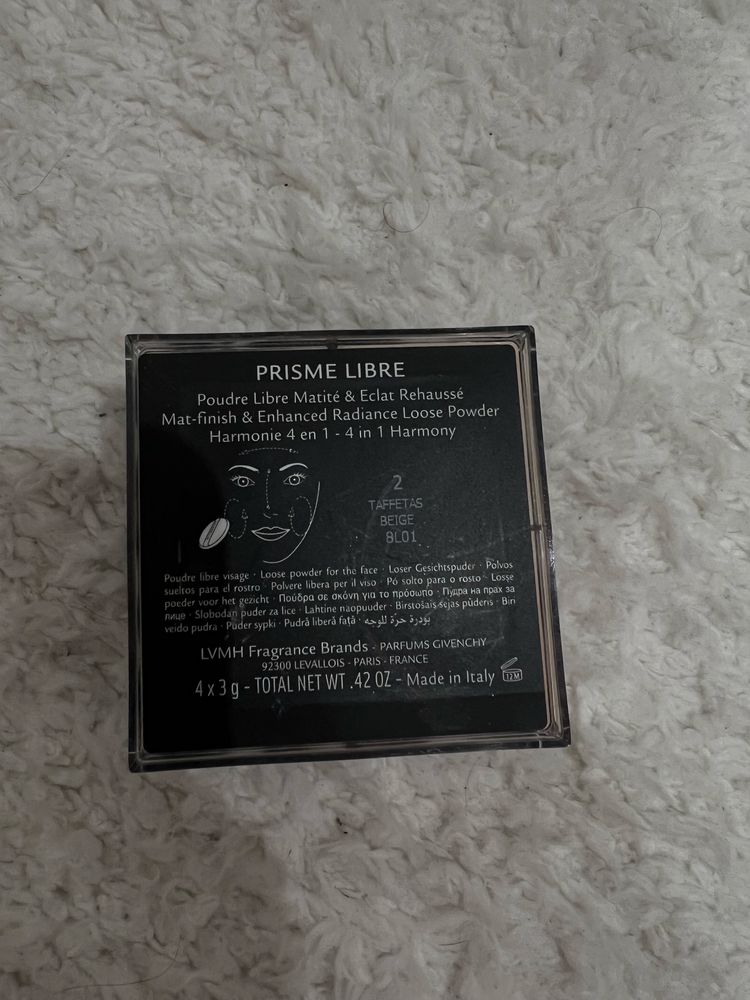 PRISME LIBRE
Poudre Libre Matité & Eclat Rehaussé
Mat-finish & Enhanced Radiance Loose Powder
Harmonie 4 en 1 - 4 in 1 Harmony
2
TAFFETAS
BEIGE
8L01
Poudre libre visage · Loose powder for the face · Loser Gesichtspuder · Polvos
sueltos para el rostro · Polvere libera per il viso · Pó solto para o rosto · Losse
poeder voor het gezicht · Πούδρα σε σκόνη για το πρόσωπο · Пудра на прах за
лице · Slobodan puder za lice · Lahtine näopuuder · Birstošais sejas pūderis · Biri
veido pudra · Puder sypki · Pudră liberă față · بودرة حرّة للوجه
LVMH Fragrance Brands - PARFUMS GIVENCHY
92300 LEVALLOIS - PARIS - FRANCE
4 x 3 g - TOTAL NET WT .42 OZ - Made in Italy 12M